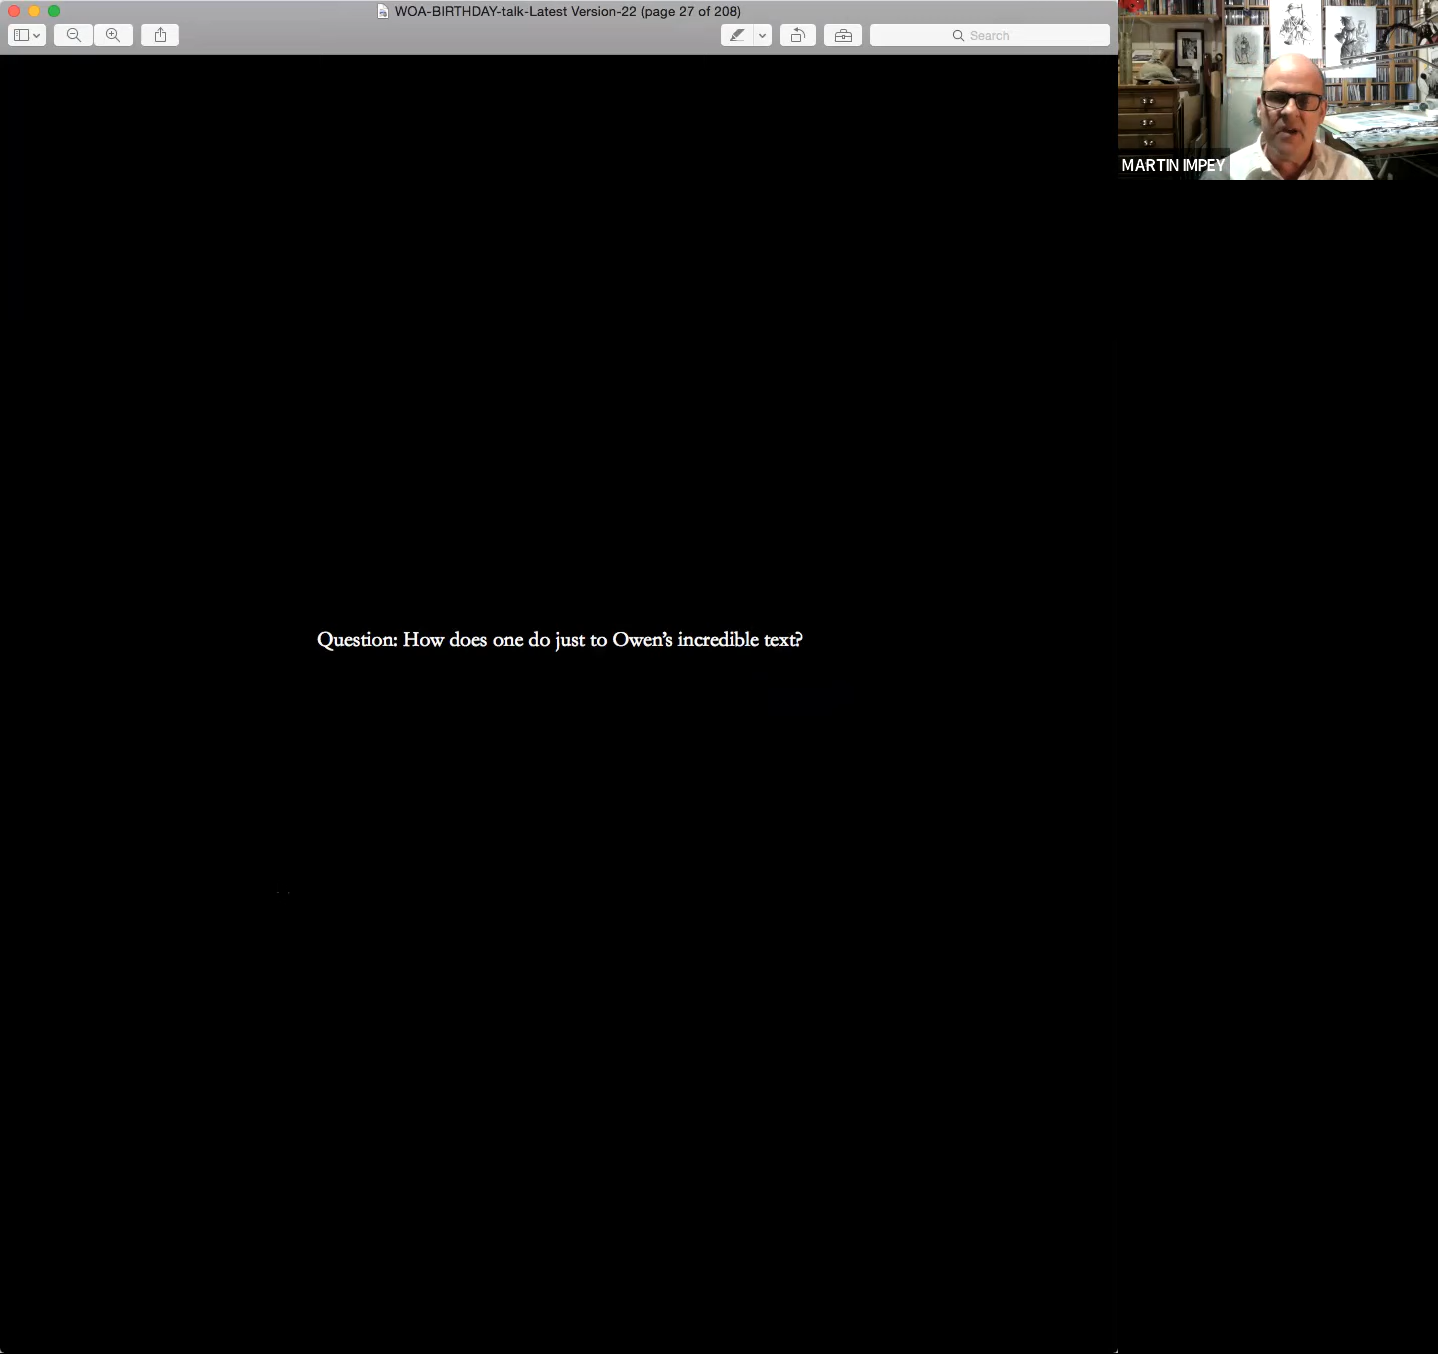 WOA-BIRTHDAY-talk-Latest Version-22 (page 27 of 208)
Search
MARTIN IMPEY
Question: How does one do just to Owen's incredible text?